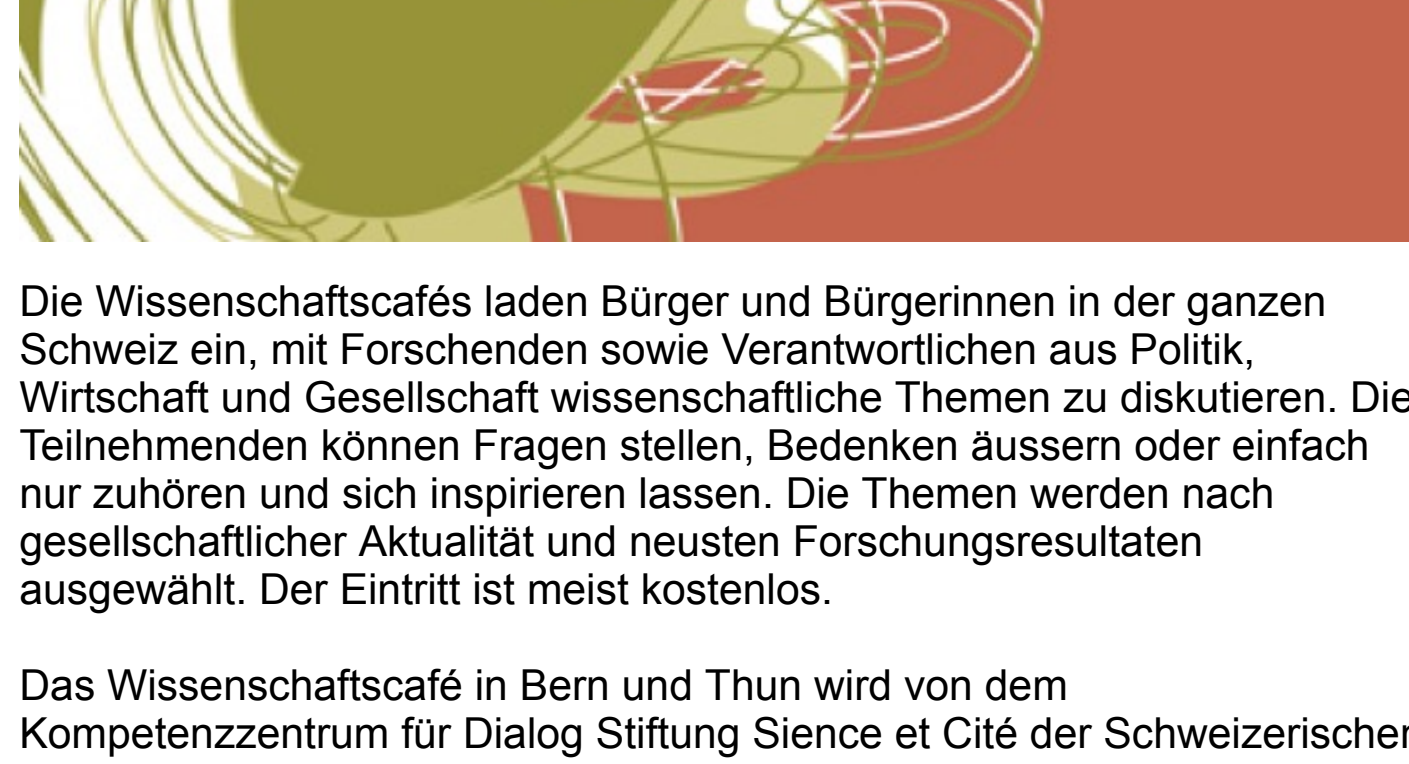 Die Wissenschaftscafés laden Bürger und Bürgerinnen in der ganzen
Schweiz ein, mit Forschenden sowie Verantwortlichen aus Politik,
Wirtschaft und Gesellschaft wissenschaftliche Themen zu diskutieren. Die
Teilnehmenden können Fragen stellen, Bedenken äussern oder einfach
nur zuhören und sich inspirieren lassen. Die Themen werden nach
gesellschaftlicher Aktualität und neusten Forschungsresultaten
ausgewählt. Der Eintritt ist meist kostenlos.
Das Wissenschaftscafé in Bern und Thun wird von dem
Kompetenzzentrum für Dialog Stiftung Sience et Cité der Schweizerischen